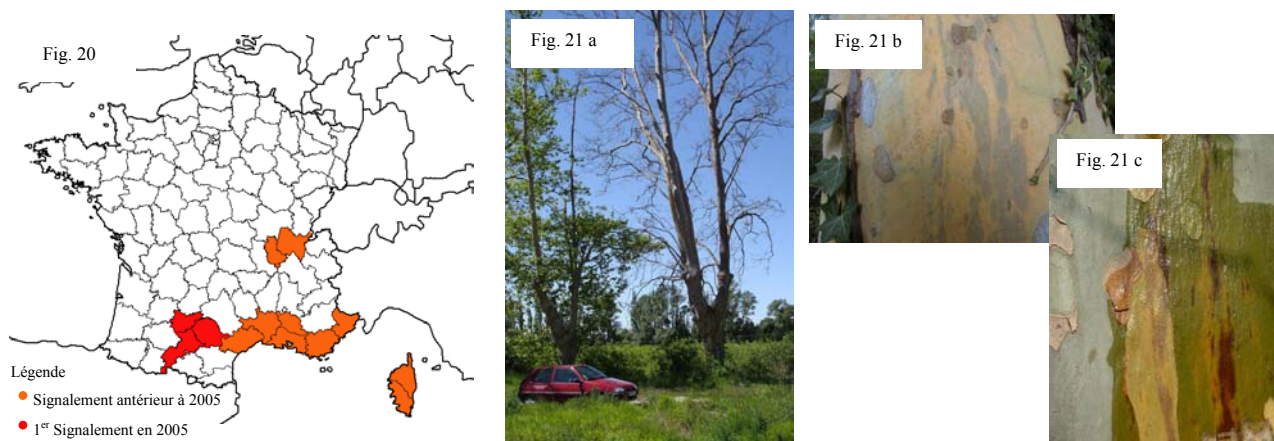 Fig. 20
Légende
Signalement antérieur à 2005
1er Signalement en 2005
Fig. 21 a
Fig. 21 b
Fig. 21 c